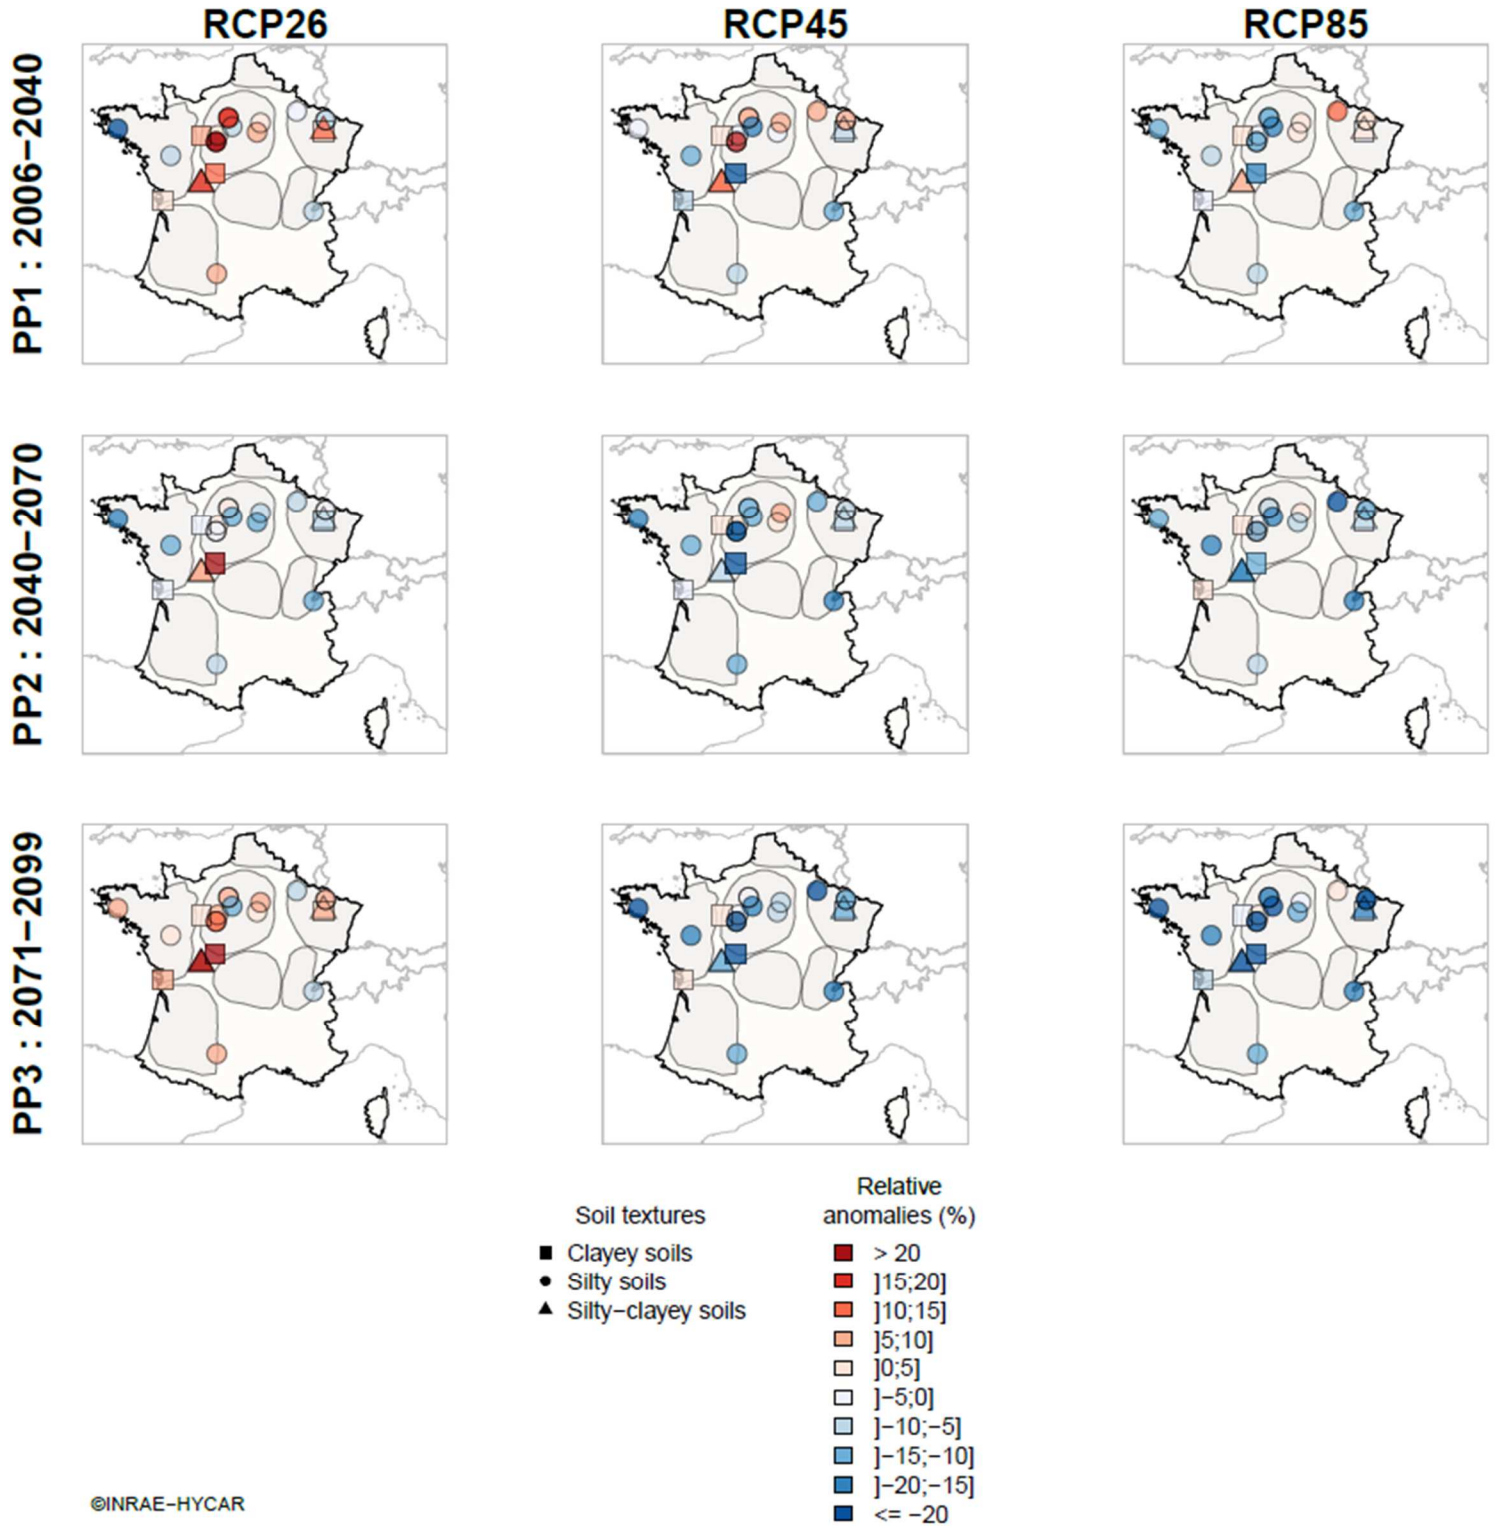 RCP26 RCP45 RCP85
PP1 : 2006−2040
PP2 : 2040−2070
PP3 : 2071−2099
Soil textures
Clayey soils
Silty soils
Silty−clayey soils
Relative
anomalies (%)
> 20
]15;20]
]10;15]
]5;10]
]0;5]
]−5;0]
]−10;−5]
]−15;−10]
]−20;−15]
<= −20
©INRAE−HYCAR